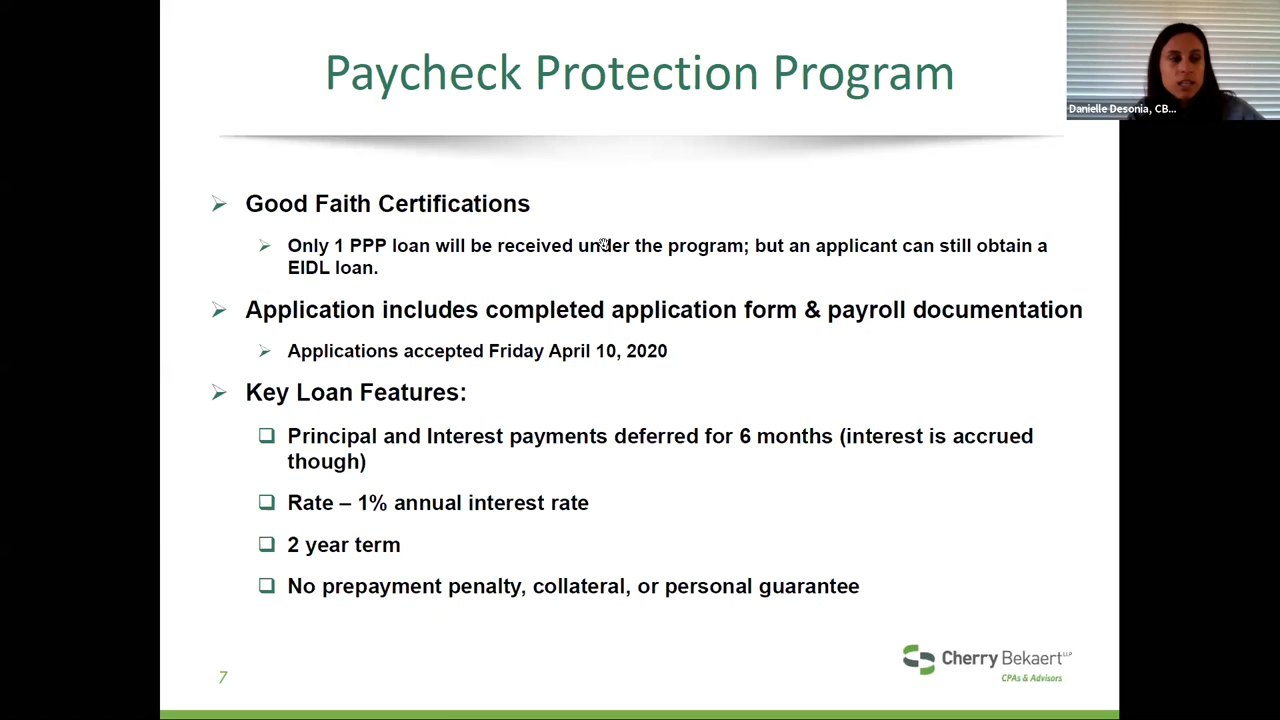 Paycheck Protection Program
Danielle Desonia, CB...
Good Faith Certifications
Only 1 PPP loan will be received under the program; but an applicant can still obtain a
EIDL loan.
Application includes completed application form & payroll documentation
Applications accepted Friday April 10, 2020
Key Loan Features:
Principal and Interest payments deferred for 6 months (interest is accrued
though)
Rate – 1% annual interest rate
2 year term
No prepayment penalty, collateral, or personal guarantee
7
Cherry Bekaert LLP
CPAs & Advisors